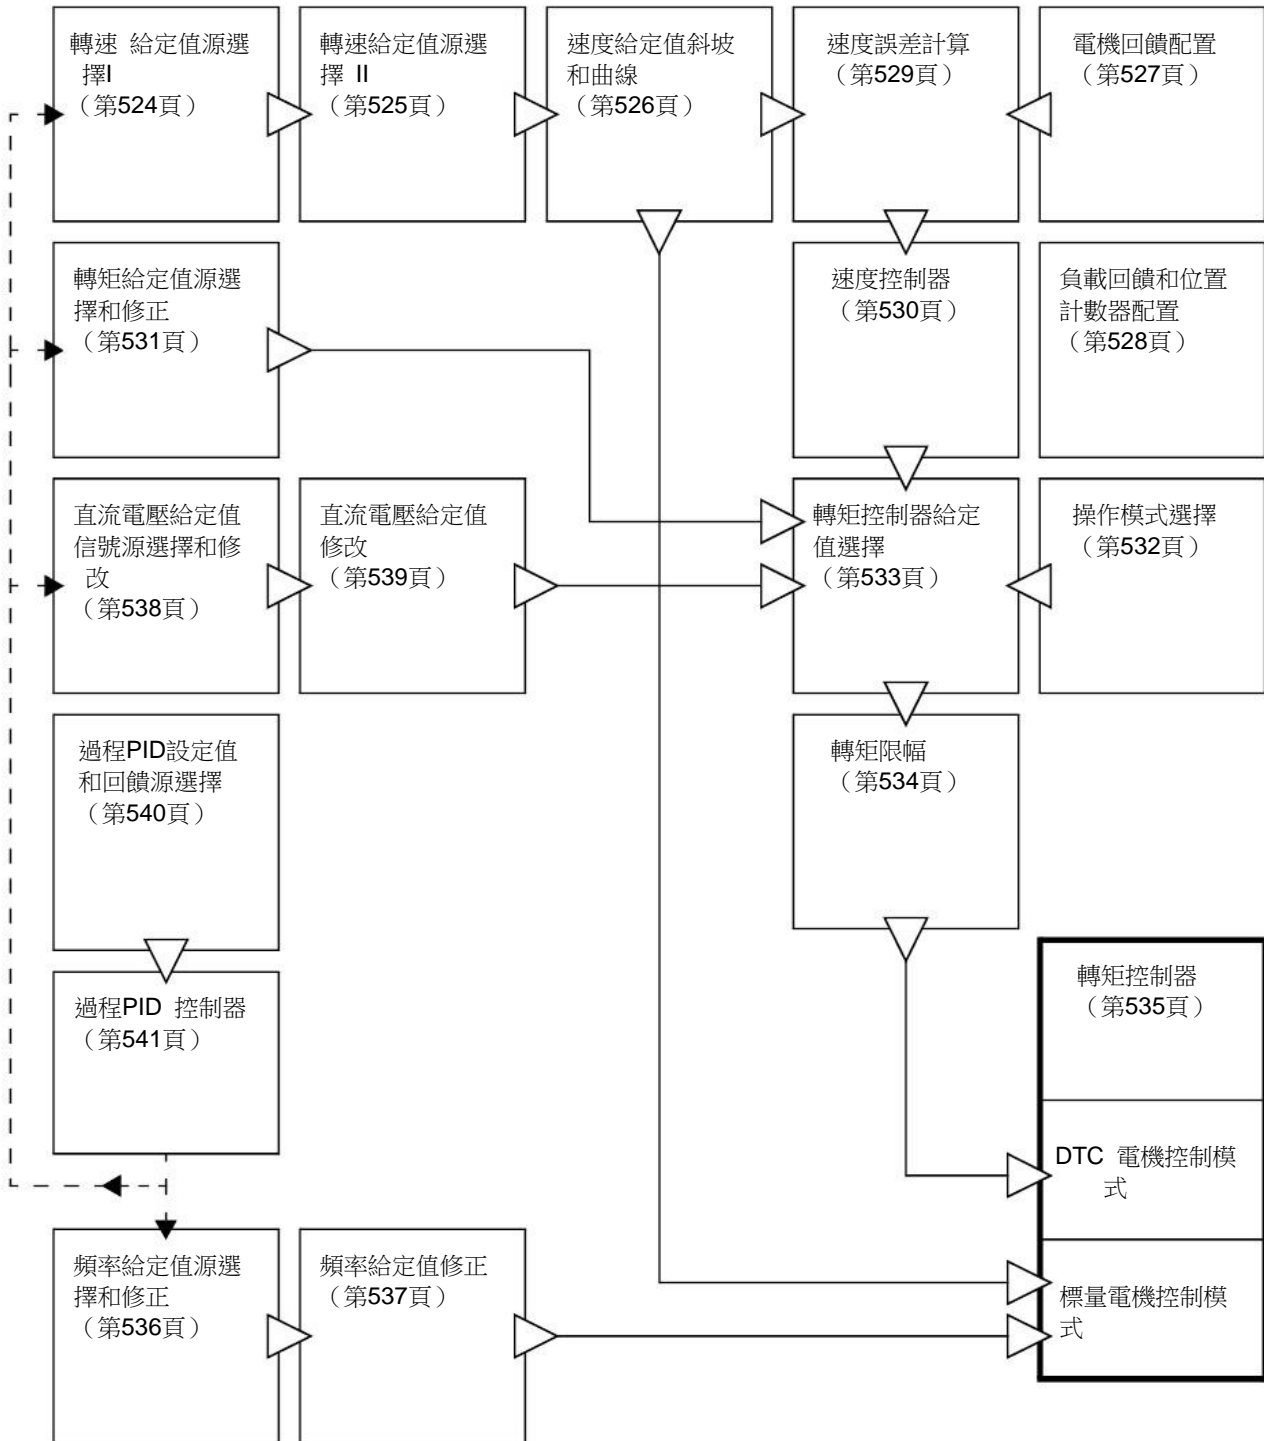 轉速 給定值源選
擇I
（第524頁）
轉速給定值源選
擇 II
（第525頁）
速度給定值斜坡
和曲線
（第526頁）
速度誤差計算
（第529頁）
電機回饋配置
（第527頁）
轉矩給定值源選
擇和修正
（第531頁）
速度控制器
（第530頁）
負載回饋和位置
計數器配置
（第528頁）
直流電壓給定值
信號源選擇和修
改
（第538頁）
直流電壓給定值
修改
（第539頁）
轉矩控制器給定
值選擇
（第533頁）
操作模式選擇
（第532頁）
過程PID設定值
和回饋源選擇
（第540頁）
轉矩限幅
（第534頁）
過程PID 控制器
（第541頁）
轉矩控制器
（第535頁）
DTC 電機控制模
式
頻率給定值源選
擇和修正
（第536頁）
頻率給定值修正
（第537頁）
標量電機控制模
式